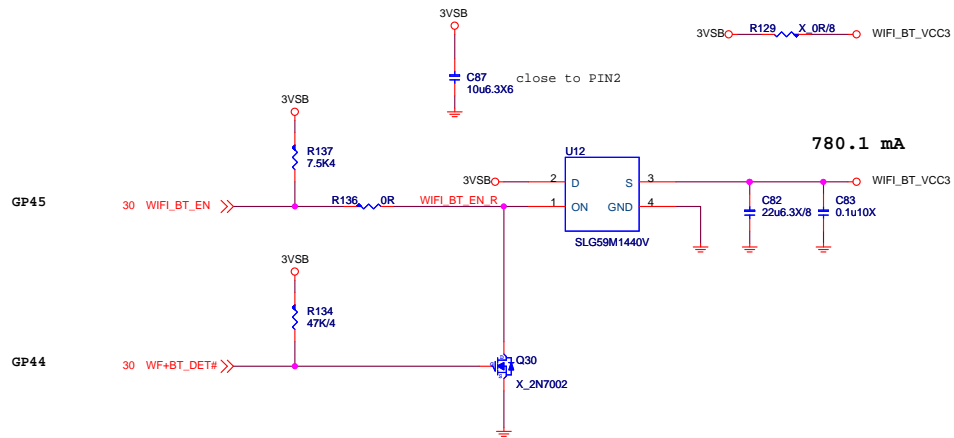 3VSB
R129 X_0R/8
3VSB WIFI_BT_VCC3
C87 close to PIN2
10u6.3X6
3VSB
R137
7.5K4
780.1 mA
U12
3VSB 2 D S 3 WIFI_BT_VCC3
GP45 30 WIFI_BT_EN R136 0R WIFI_BT_EN_R 1 ON GND 4
C82 C83
22u6.3X/8 0.1u10X
SLG59M1440V
3VSB
R134
47K/4
GP44 30 WF+BT_DET# Q30
X_2N7002